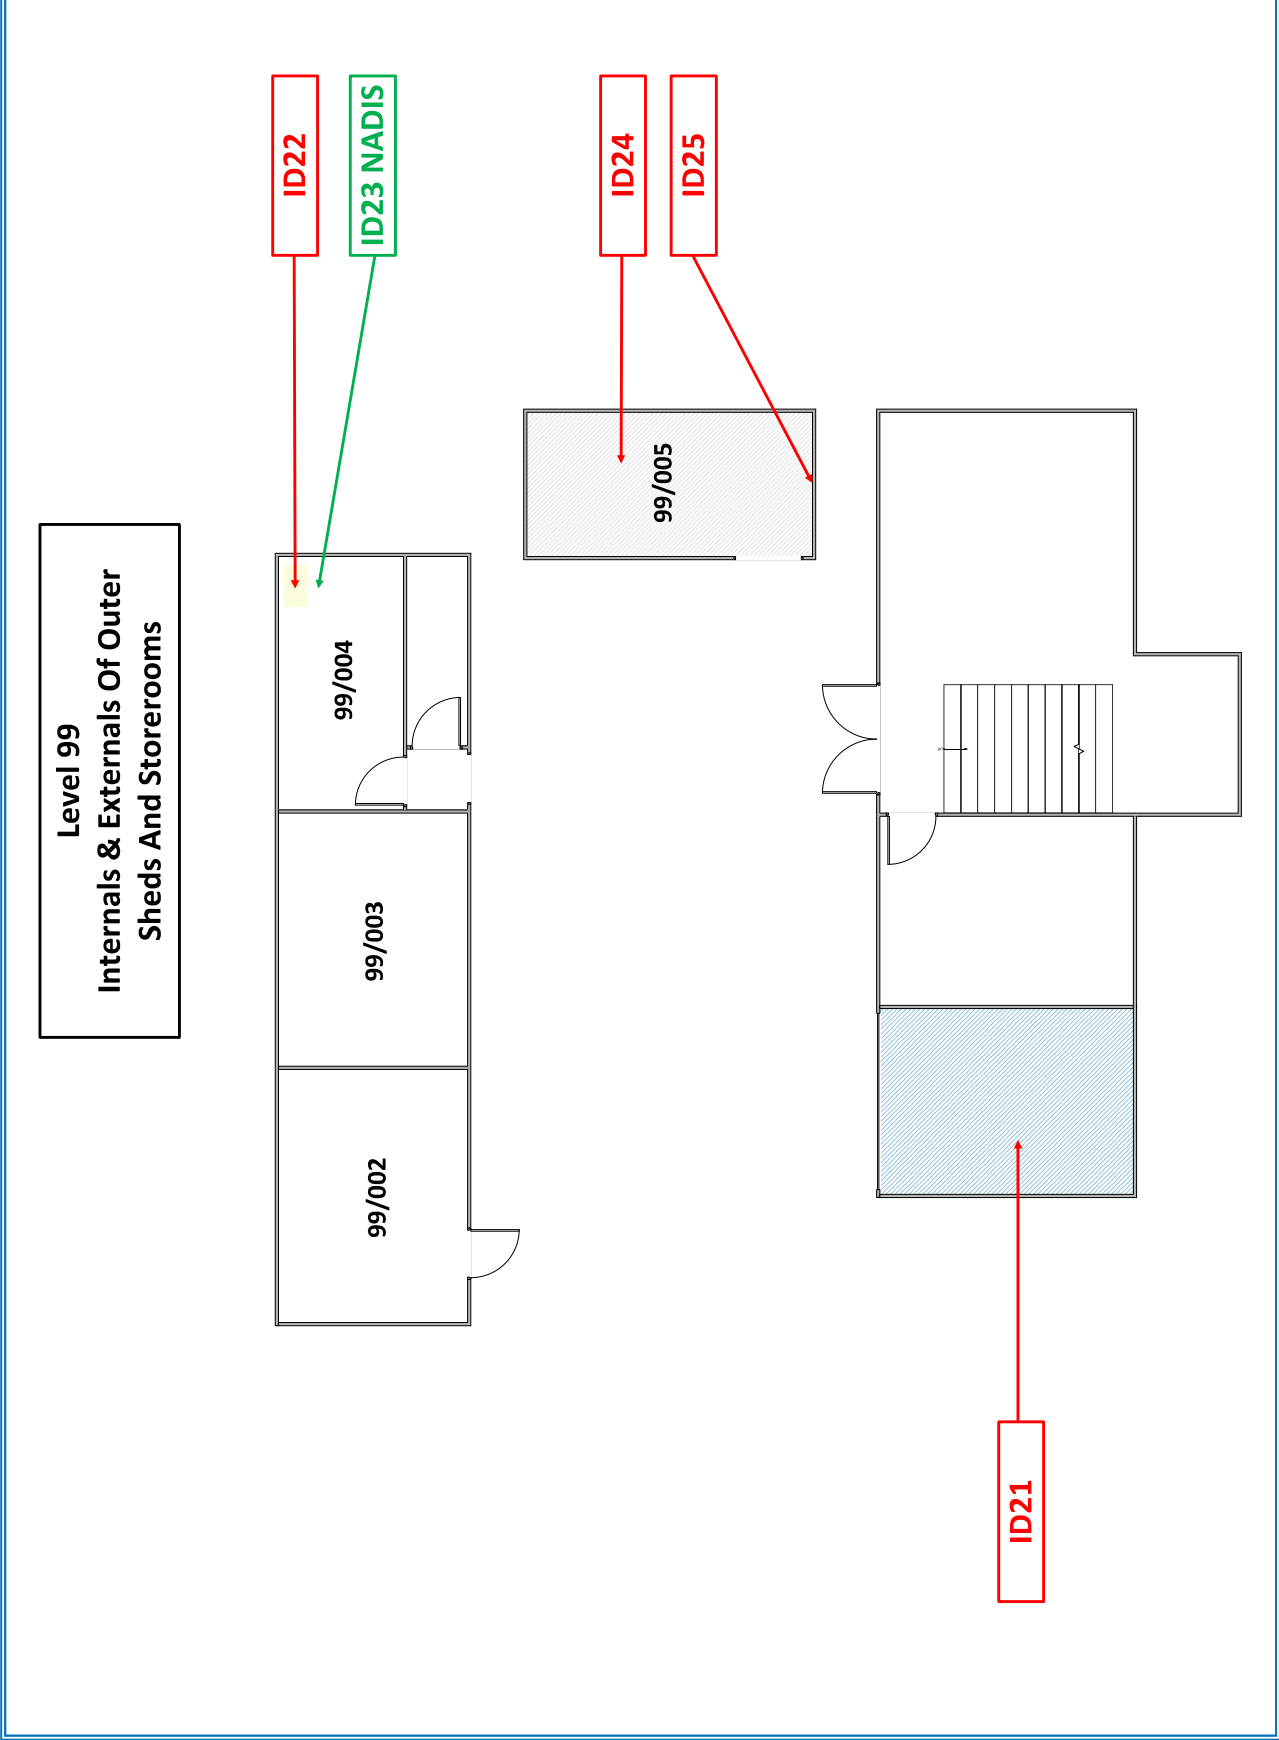 Level 99
Internals & Externals Of Outer
Sheds And Storerooms
ID22
ID23 NADIS
ID24
ID25
99/004
99/005
99/003
99/002
ID21